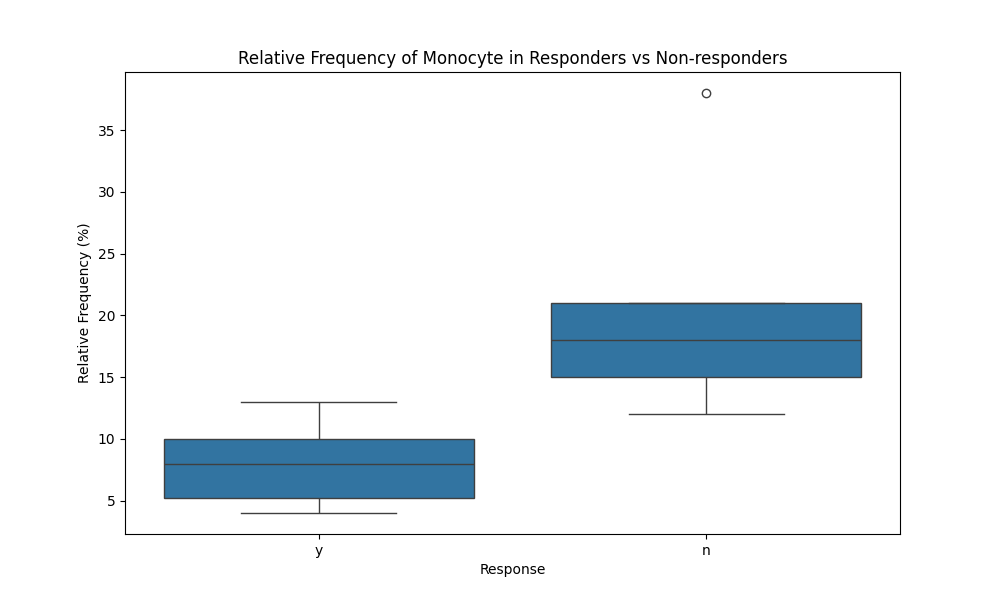 Relative Frequency of Monocyte in Responders vs Non-responders
Relative Frequency (%)
35
30
25
20
15
10
5
y n
Response